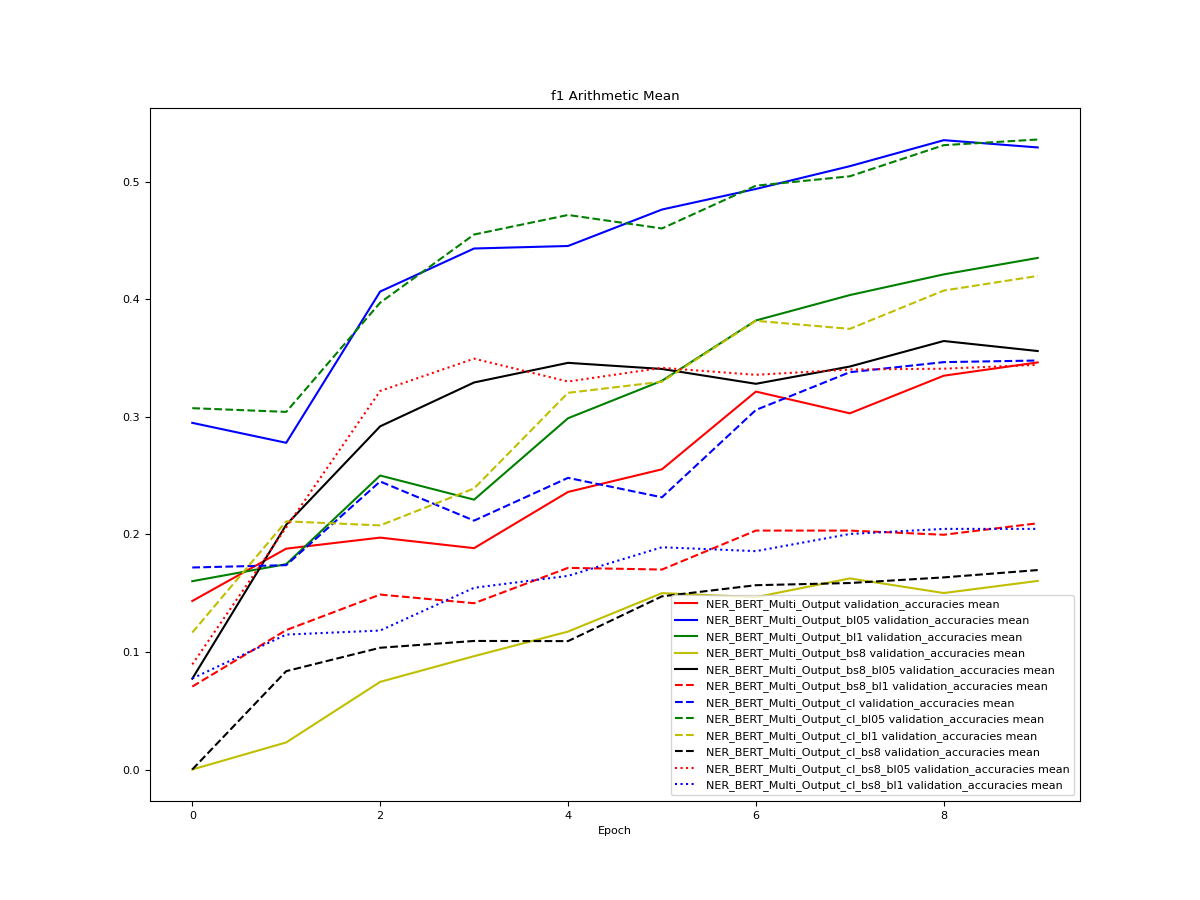 f1 Arithmetic Mean
0.5
0.4
0.3
0.2
0.1
0.0
NER_BERT_Multi_Output validation_accuracies mean
NER_BERT_Multi_Output_bl05 validation_accuracies mean
NER_BERT_Multi_Output_bl1 validation_accuracies mean
NER_BERT_Multi_Output_bs8 validation_accuracies mean
NER_BERT_Multi_Output_bs8_bl05 validation_accuracies mean
NER_BERT_Multi_Output_bs8_bl1 validation_accuracies mean
NER_BERT_Multi_Output_cl validation_accuracies mean
NER_BERT_Multi_Output_cl_bl05 validation_accuracies mean
NER_BERT_Multi_Output_cl_bl1 validation_accuracies mean
NER_BERT_Multi_Output_cl_bs8 validation_accuracies mean
NER_BERT_Multi_Output_cl_bs8_bl05 validation_accuracies mean
NER_BERT_Multi_Output_cl_bs8_bl1 validation_accuracies mean
0 2 4 6 8
Epoch